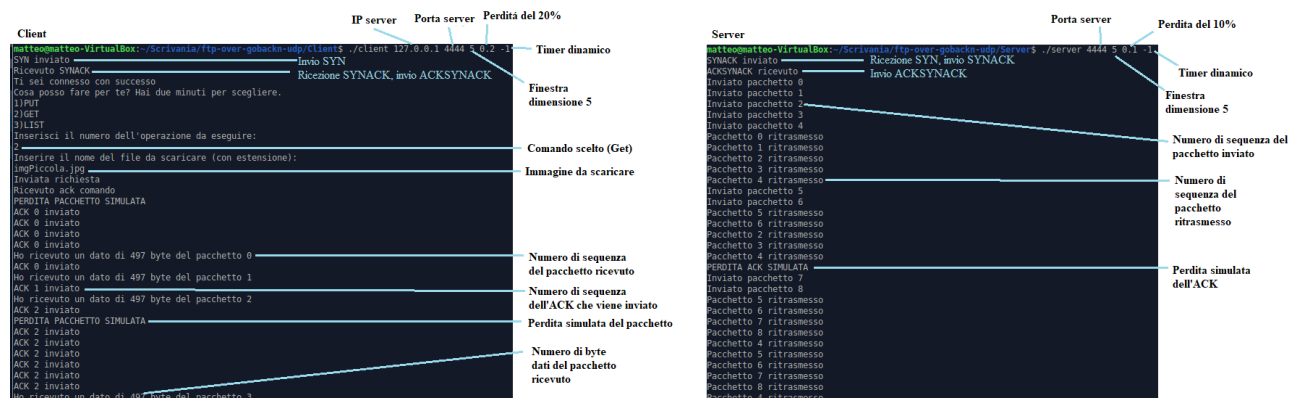 Client
IP server
Porta server
Perdita del 20%
matteo@matteo-VirtualBox:~/Scrivania/ftp-over-gobackn-udp/Client$ ./client 127.0.0.1 4444 5 0.2 -1
Timer dinamico
SYN inviato
Invio SYN
Ricevuto SYNACK
Ricezione SYNACK, invio ACKSYNACK
Ti sei connesso con successo
Cosa posso fare per te? Hai due minuti per scegliere.
1)PUT
2)GET
3)LIST
Finestra
dimensione 5
Inserisci il numero dell'operazione da eseguire:
2
Comando scelto (Get)
Inserire il nome del file da scaricare (con estensione):
imgPiccola.jpg
Immagine da scaricare
Inviata richiesta
Ricevuto ack comando
PERDITA PACCHETTO SIMULATA
ACK 0 inviato
ACK 0 inviato
ACK 0 inviato
ACK 0 inviato
Ho ricevuto un dato di 497 byte del pacchetto 0
Numero di sequenza
del pacchetto ricevuto
ACK 0 inviato
Ho ricevuto un dato di 497 byte del pacchetto 1
ACK 1 inviato
Numero di sequenza
dell'ACK che viene inviato
Ho ricevuto un dato di 497 byte del pacchetto 2
ACK 2 inviato
PERDITA PACCHETTO SIMULATA
Perdita simulata del pacchetto
ACK 2 inviato
ACK 2 inviato
ACK 2 inviato
ACK 2 inviato
ACK 2 inviato
ACK 2 inviato
Numero di byte
dati del pacchetto
ricevuto
Ho ricevuto un dato di 497 byte del pacchetto 3
Server
Porta server
Perdita del 10%
matteo@matteo-VirtualBox:~/Scrivania/ftp-over-gobackn-udp/Server$ ./server 4444 5 0.1 -1
Timer dinamico
SYNACK inviato
Ricezione SYN, invio SYNACK
ACKSYNACK ricevuto
Invio ACKSYNACK
Finestra
dimensione 5
Inviato pacchetto 0
Inviato pacchetto 1
Inviato pacchetto 2
Numero di sequenza del
pacchetto inviato
Inviato pacchetto 3
Inviato pacchetto 4
Pacchetto 0 ritrasmesso
Pacchetto 1 ritrasmesso
Pacchetto 2 ritrasmesso
Pacchetto 3 ritrasmesso
Pacchetto 4 ritrasmesso
Numero di
sequenza del
pacchetto
ritrasmesso
Inviato pacchetto 5
Inviato pacchetto 6
Pacchetto 5 ritrasmesso
Pacchetto 6 ritrasmesso
Pacchetto 2 ritrasmesso
Pacchetto 3 ritrasmesso
Pacchetto 4 ritrasmesso
PERDITA ACK SIMULATA
Perdita simulata
dell'ACK
Inviato pacchetto 7
Inviato pacchetto 8
Pacchetto 5 ritrasmesso
Pacchetto 6 ritrasmesso
Pacchetto 7 ritrasmesso
Pacchetto 8 ritrasmesso
Pacchetto 4 ritrasmesso
Pacchetto 5 ritrasmesso
Pacchetto 6 ritrasmesso
Pacchetto 7 ritrasmesso
Pacchetto 8 ritrasmesso
Pacchetto 4 ritrasmesso